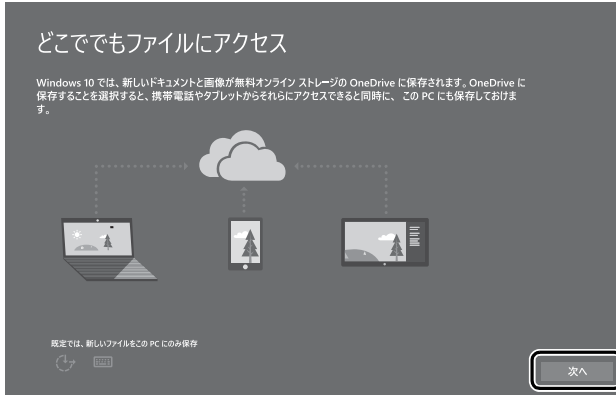 どこででもファイルにアクセス
Windows 10 では、新しいドキュメントと画像が無料オンライン ストレージの OneDrive に保存されます。OneDrive に
保存することを選択すると、携帯電話やタブレットからそれらにアクセスできると同時に、この PC にも保存しておけま
す。
既定では、新しいファイルをこの PC にのみ保存
次へ